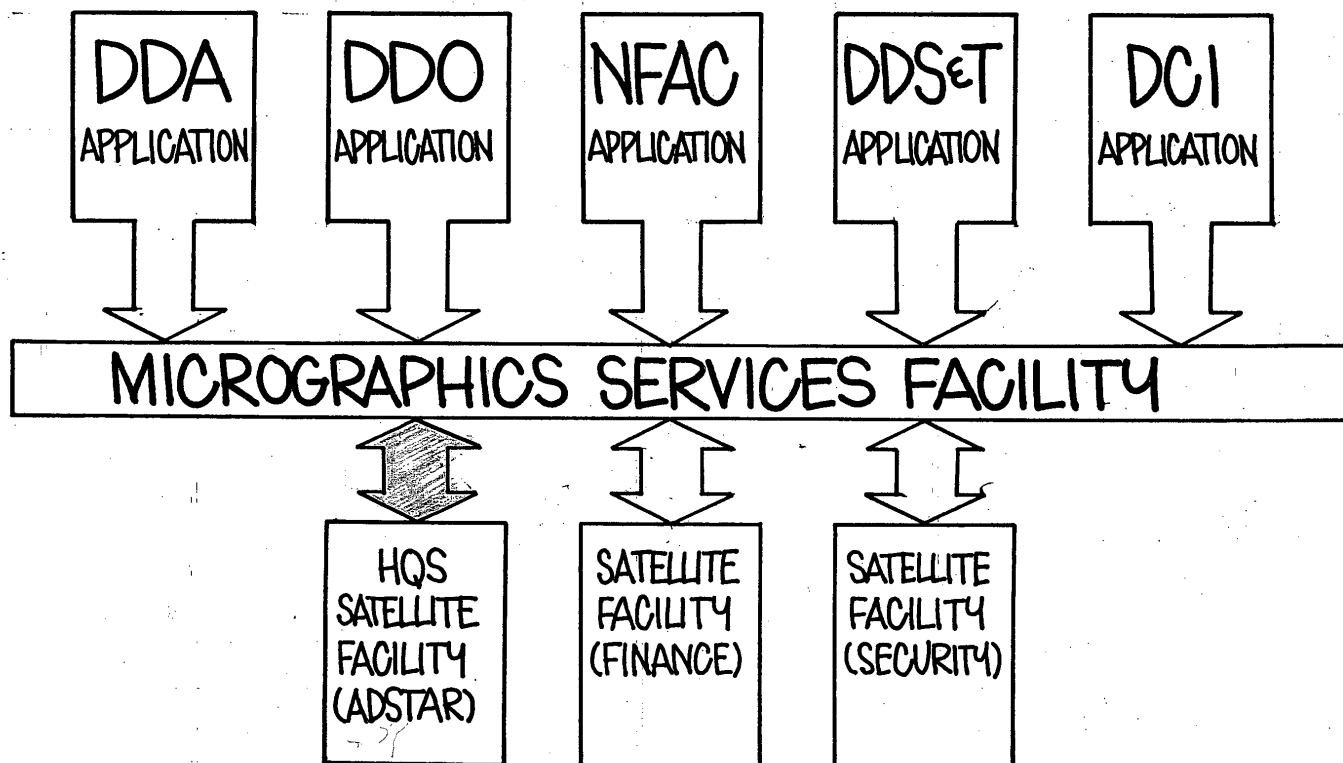 DDA
APPLICATION
DDO
APPLICATION
NFAC
APPLICATION
DDS&T
APPLICATION
DCI
APPLICATION
MICROGRAPHICS SERVICES FACILITY
HQS
SATELLITE
FACILITY
(ADSTAR)
SATELLITE
FACILITY
(FINANCE)
SATELLITE
FACILITY
(SECURITY)